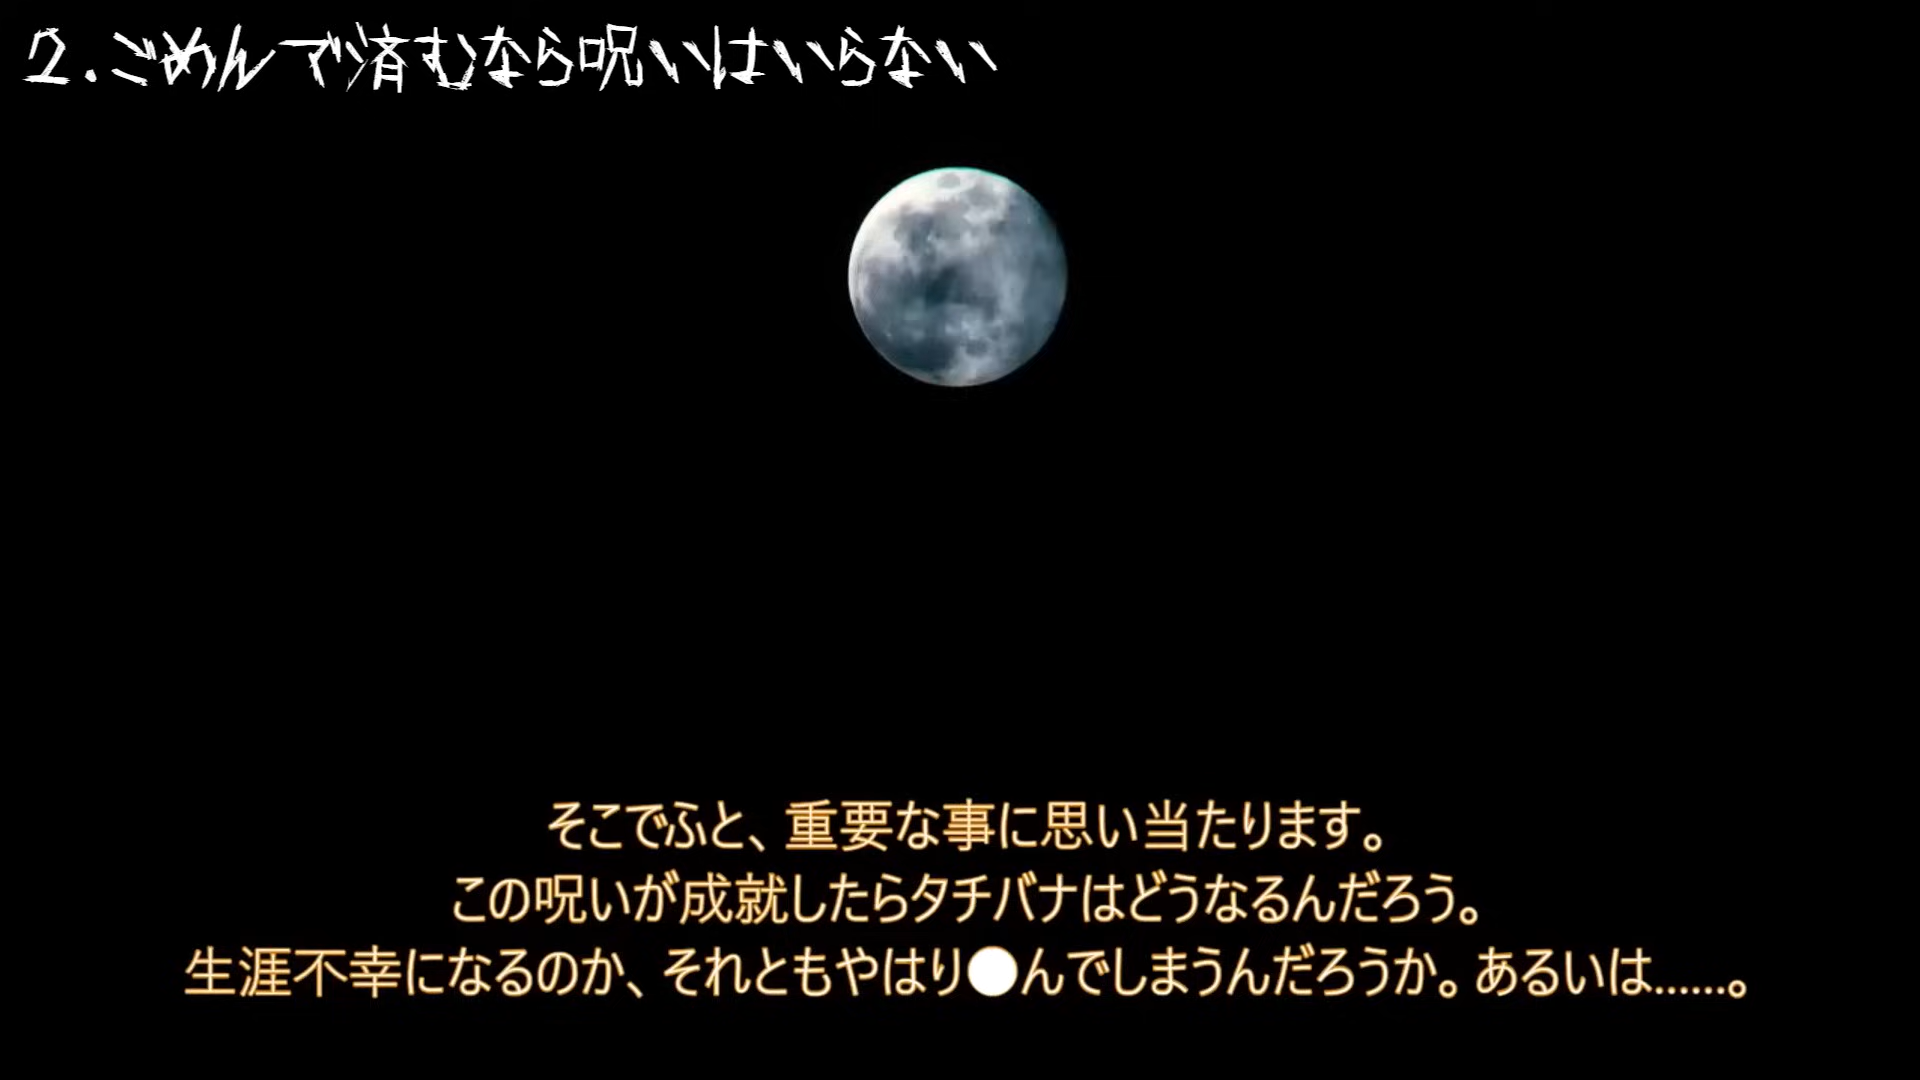 2.ごめんで済むなら呪いはいらない
そこでふと、重要な事に思い当たります。
この呪いが成就したらタチバナはどうなるんだろう。
生涯不幸になるのか、それともやはり●んでしまうんだろうか。あるいは......。